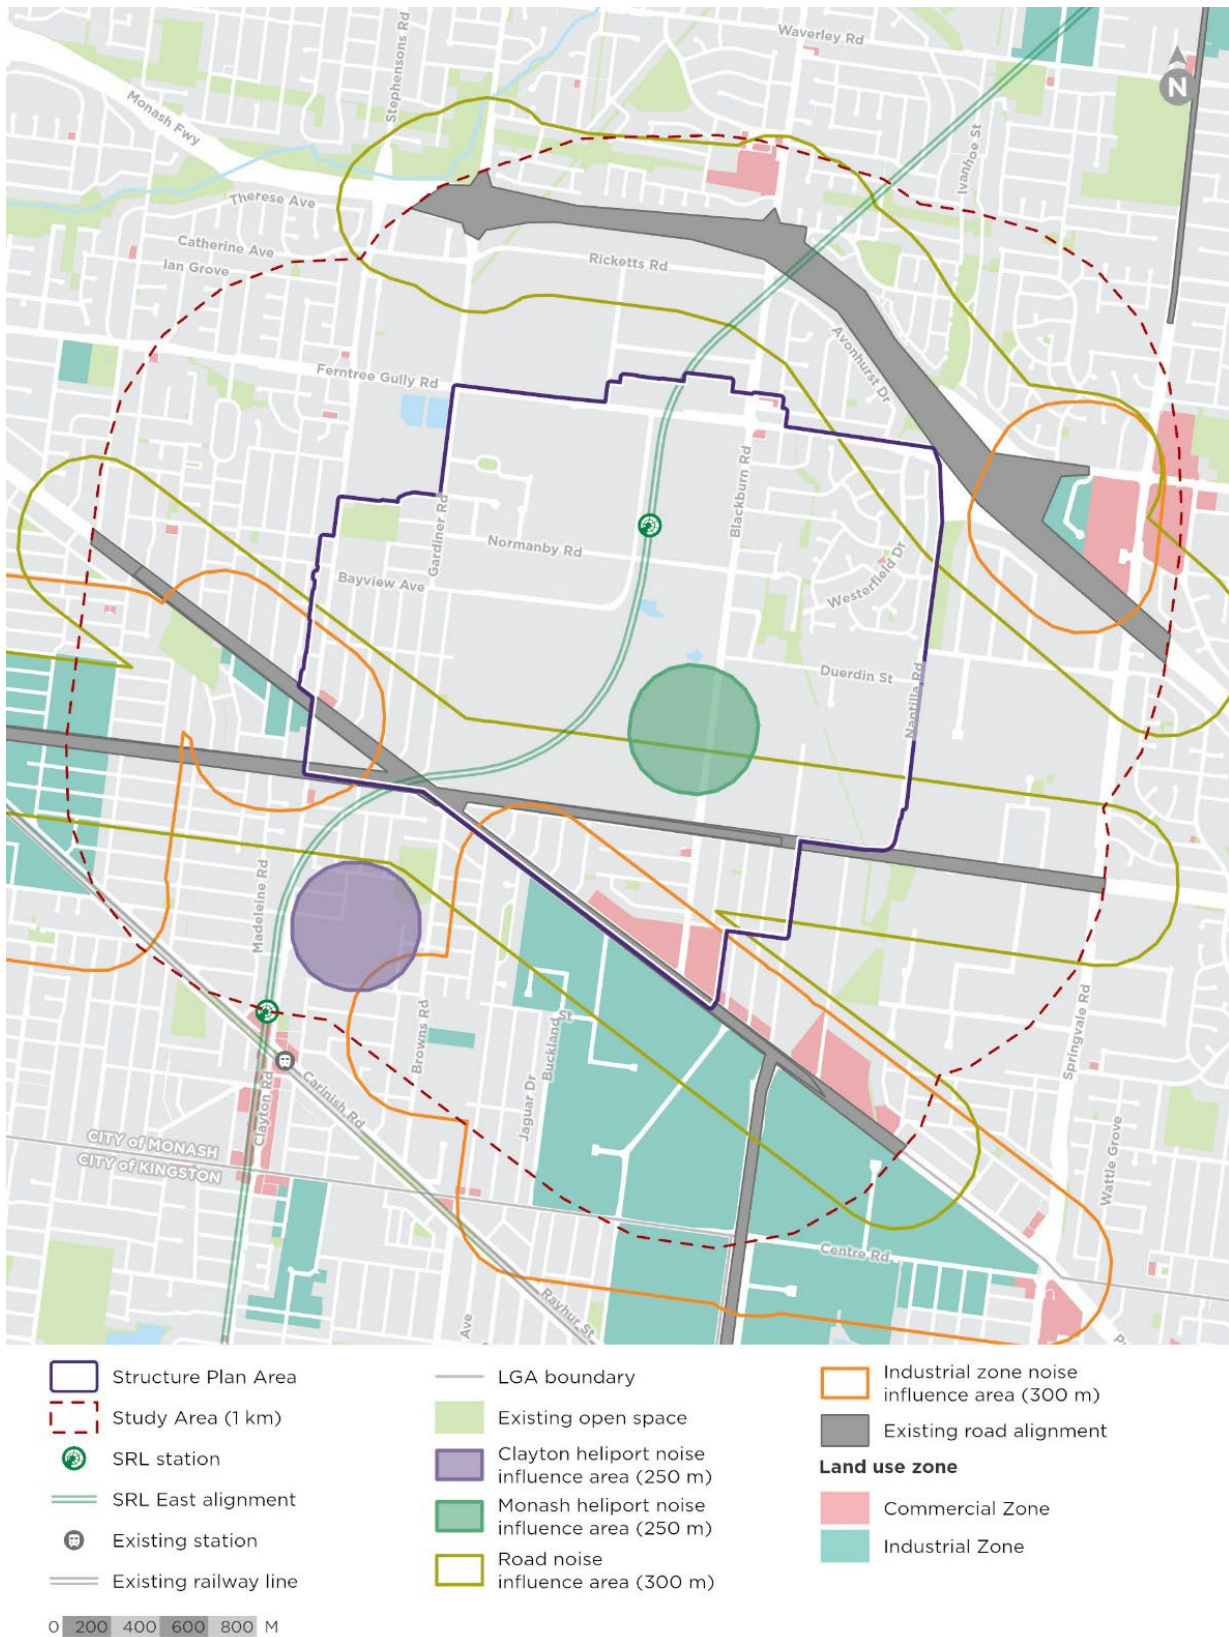 Waverley Rd
N
Stephensons Rd
Monash Fwy
Ivanhoe St
Therese Ave
Catherine Ave
Ian Grove
Ricketts Rd
Avonhurst Dr
Ferntree Gully Rd
Blackburn Rd
Gardiner Rd
Normanby Rd
Bayview Ave
Westerfield Dr
Duerdin St
Nantilla Rd
Madeleine Rd
Browns Rd
Buckland St
Jaguar Dr
Springvale Rd
Wattle Grove
Clayton Rd
Carinish Rd
CITY of MONASH
CITY of KINGSTON
Centre Rd
Rayhur St
Ave
Structure Plan Area
Study Area (1 km)
SRL station
SRL East alignment
Existing station
Existing railway line
0 200 400 600 800 M
LGA boundary
Existing open space
Clayton heliport noise
influence area (250 m)
Monash heliport noise
influence area (250 m)
Road noise
influence area (300 m)
Industrial zone noise
influence area (300 m)
Existing road alignment
Land use zone
Commercial Zone
Industrial Zone